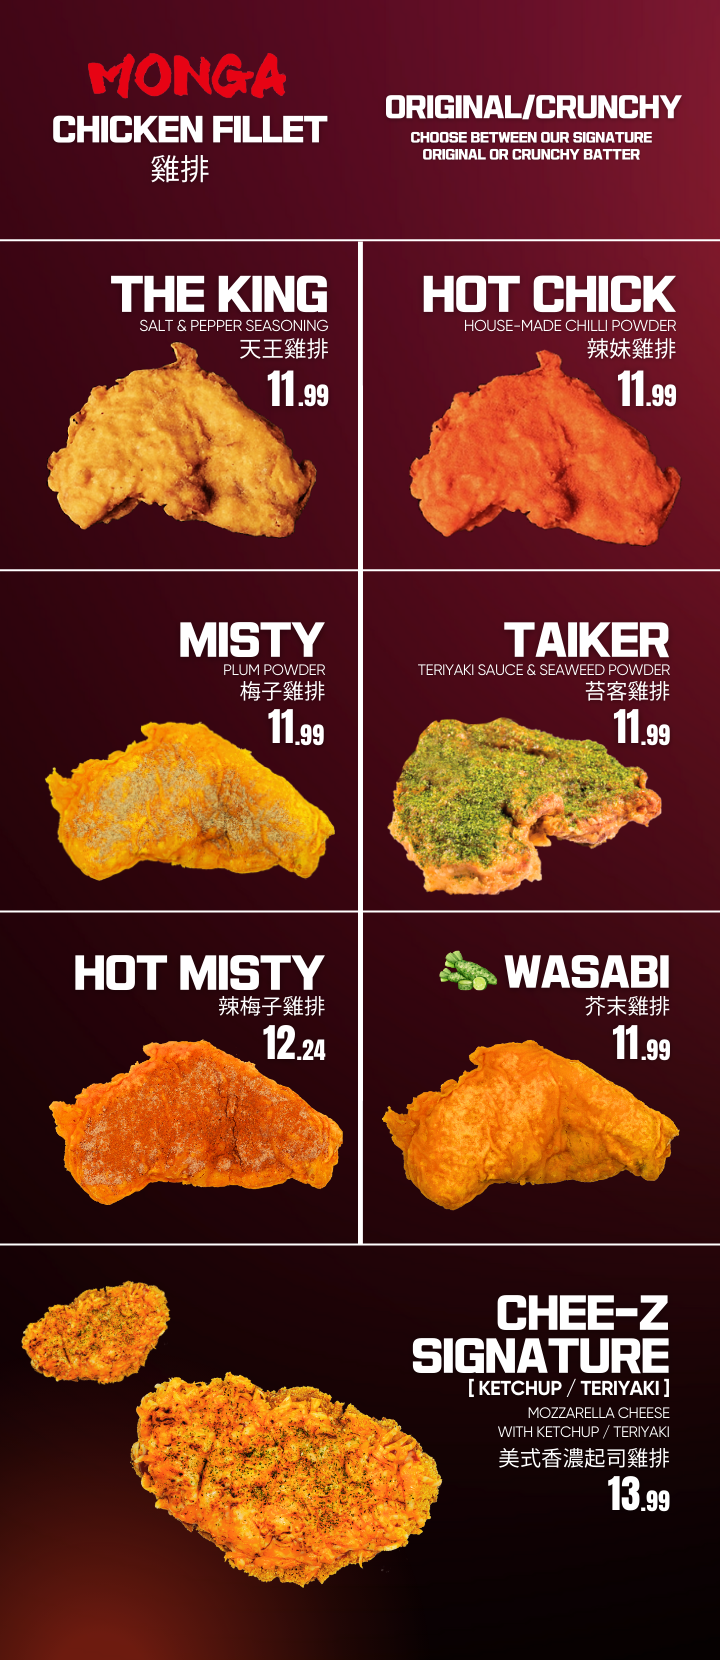 MONGA
CHICKEN FILLET
雞排
ORIGINAL/CRUNCHY
CHOOSE BETWEEN OUR SIGNATURE
ORIGINAL OR CRUNCHY BATTER
THE KING
SALT & PEPPER SEASONING
天王雞排
11.99
HOT CHICK
HOUSE-MADE CHILLI POWDER
辣妹雞排
11.99
MISTY
PLUM POWDER
梅子雞排
11.99
TAIKER
TERIYAKI SAUCE & SEAWEED POWDER
苔客雞排
11.99
HOT MISTY
辣梅子雞排
12.24
WASABI
芥末雞排
11.99
CHEE-Z
SIGNATURE
[ KETCHUP / TERIYAKI ]
MOZZARELLA CHEESE
WITH KETCHUP / TERIYAKI
美式香濃起司雞排
13.99